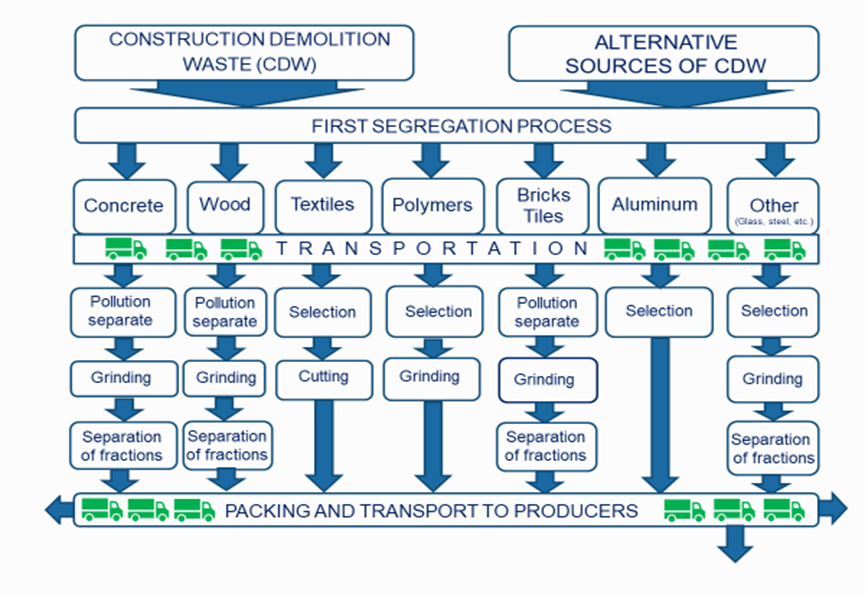 CONSTRUCTION DEMOLITION
WASTE (CDW)
ALTERNATIVE
SOURCES OF CDW
FIRST SEGREGATION PROCESS
Concrete
Wood
Textiles
Polymers
Bricks
Tiles
Aluminum
Other
(Glass, steel, etc.)
TRANSPORTATION
Pollution
separate
Pollution
separate
Selection
Selection
Pollution
separate
Selection
Selection
Grinding
Grinding
Cutting
Grinding
Grinding
Grinding
Separation
of fractions
Separation
of fractions
Separation
of fractions
Separation
of fractions
PACKING AND TRANSPORT TO PRODUCERS